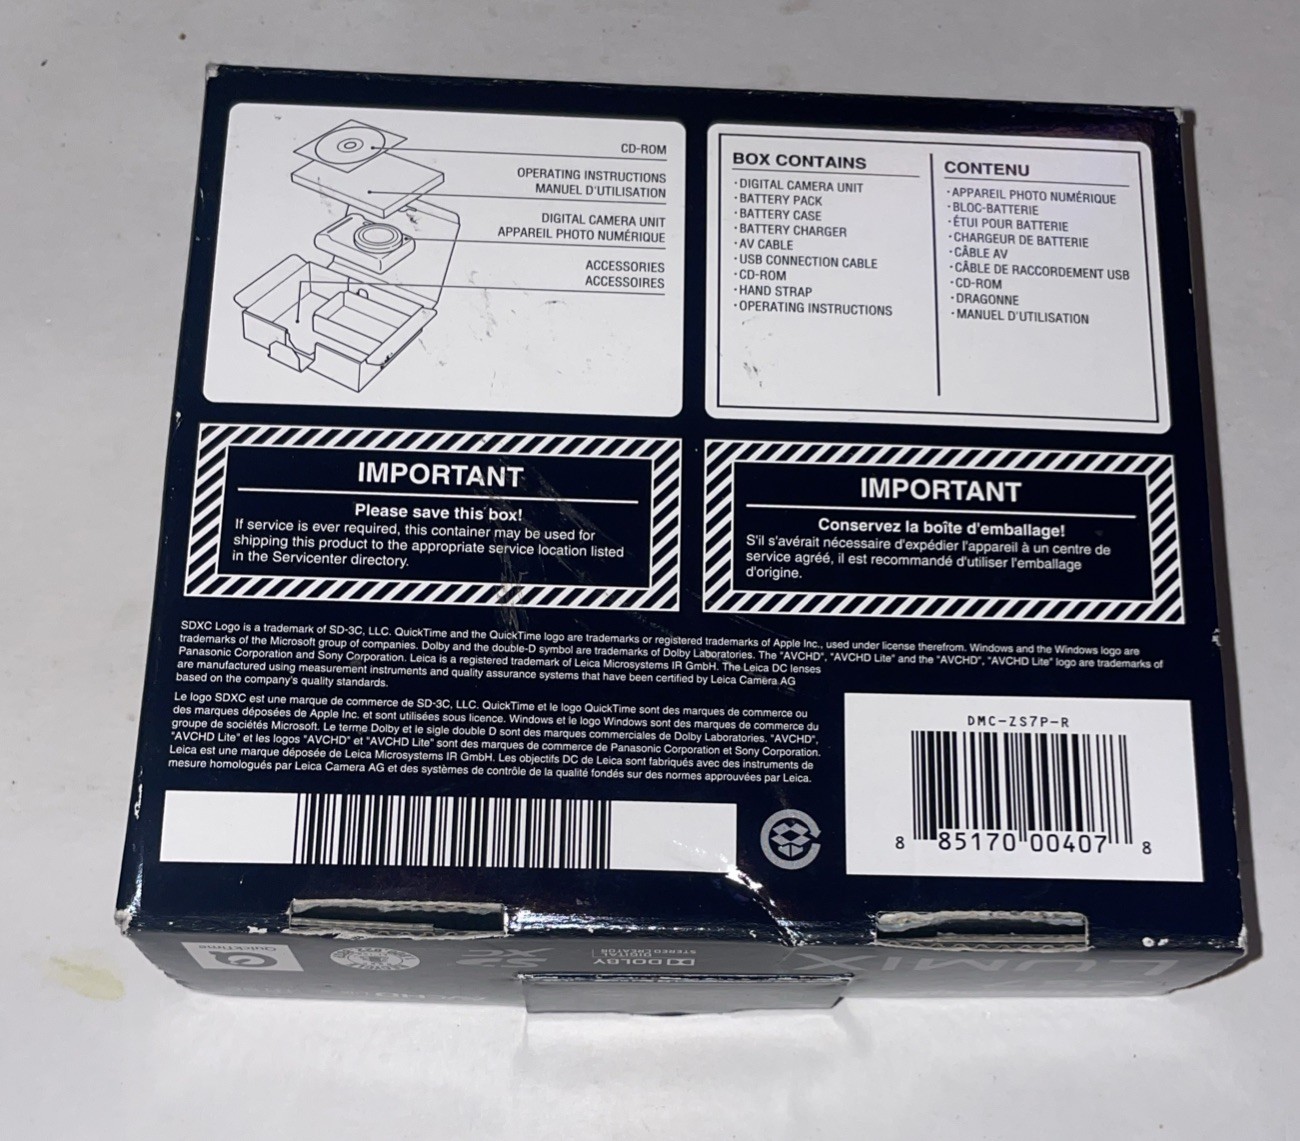 CD-ROM
OPERATING INSTRUCTIONS
MANUEL D'UTILISATION
DIGITAL CAMERA UNIT
APPAREIL PHOTO NUMÉRIQUE
ACCESSORIES
ACCESSOIRES
BOX CONTAINS
·DIGITAL CAMERA UNIT
·BATTERY PACK
·BATTERY CASE
·BATTERY CHARGER
·AV CABLE
·USB CONNECTION CABLE
·CD-ROM
·HAND STRAP
·OPERATING INSTRUCTIONS
CONTENU
·APPAREIL PHOTO NUMÉRIQUE
·BLOC-BATTERIE
·ÉTUI POUR BATTERIE
·CHARGEUR DE BATTERIE
·CÂBLE AV
·CÂBLE DE RACCORDEMENT USB
·CD-ROM
·DRAGONNE
·MANUEL D'UTILISATION
IMPORTANT
Please save this box!
If service is ever required, this container may be used for
shipping this product to the appropriate service location listed
in the Servicenter directory.
IMPORTANT
Conservez la boîte d'emballage!
S'il s'avérait nécessaire d'expédier l'appareil à un centre de
service agréé, il est recommandé d'utiliser l'emballage
d'origine.
SDXC Logo is a trademark of SD-3C, LLC. QuickTime and the QuickTime logo are trademarks or registered trademarks of Apple Inc., used under license therefrom. Windows and the Windows logo are
trademarks of the Microsoft group of companies. Dolby and the double-D symbol are trademarks of Dolby Laboratories. The "AVCHD", "AVCHD Lite" and the "AVCHD", "AVCHD Lite" logo are trademarks of
Panasonic Corporation and Sony Corporation. Leica is a registered trademark of Leica Microsystems IR GmbH. The Leica DC lenses
are manufactured using measurement instruments and quality assurance systems that have been certified by Leica Camera AG
based on the company's quality standards.
Le logo SDXC est une marque de commerce de SD-3C, LLC. QuickTime et le logo QuickTime sont des marques de commerce ou
des marques déposées de Apple Inc. et sont utilisées sous licence. Windows et le logo Windows sont des marques de commerce du
groupe de sociétés Microsoft. Le terme Dolby et le sigle double D sont des marques commerciales de Dolby Laboratories. "AVCHD",
"AVCHD Lite" et les logos "AVCHD" et "AVCHD Lite" sont des marques de commerce de Panasonic Corporation et Sony Corporation.
Leica est une marque déposée de Leica Microsystems IR GmbH. Les objectifs DC de Leica sont fabriqués avec des instruments de
mesure homologués par Leica Camera AG et des systèmes de contrôle de la qualité fondés sur des normes approuvées par Leica.
DMC-ZS7P-R
8 85170 00407 8
QuickTime
DOLBY
DIGITAL
STEREO CREATOR
LUMIX